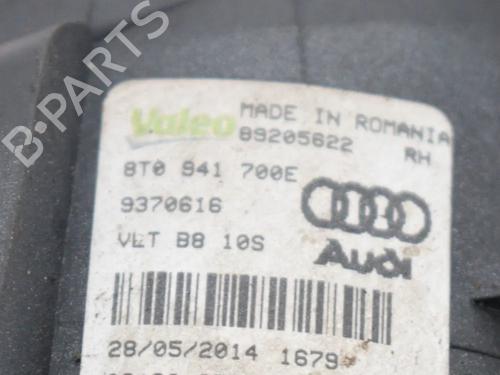 B-PARTS
Valeo MADE IN ROMANIA
89205622 RH
8T0 941 700E
9370616
VLT B8 10S
Audi
28/05/2014 1679